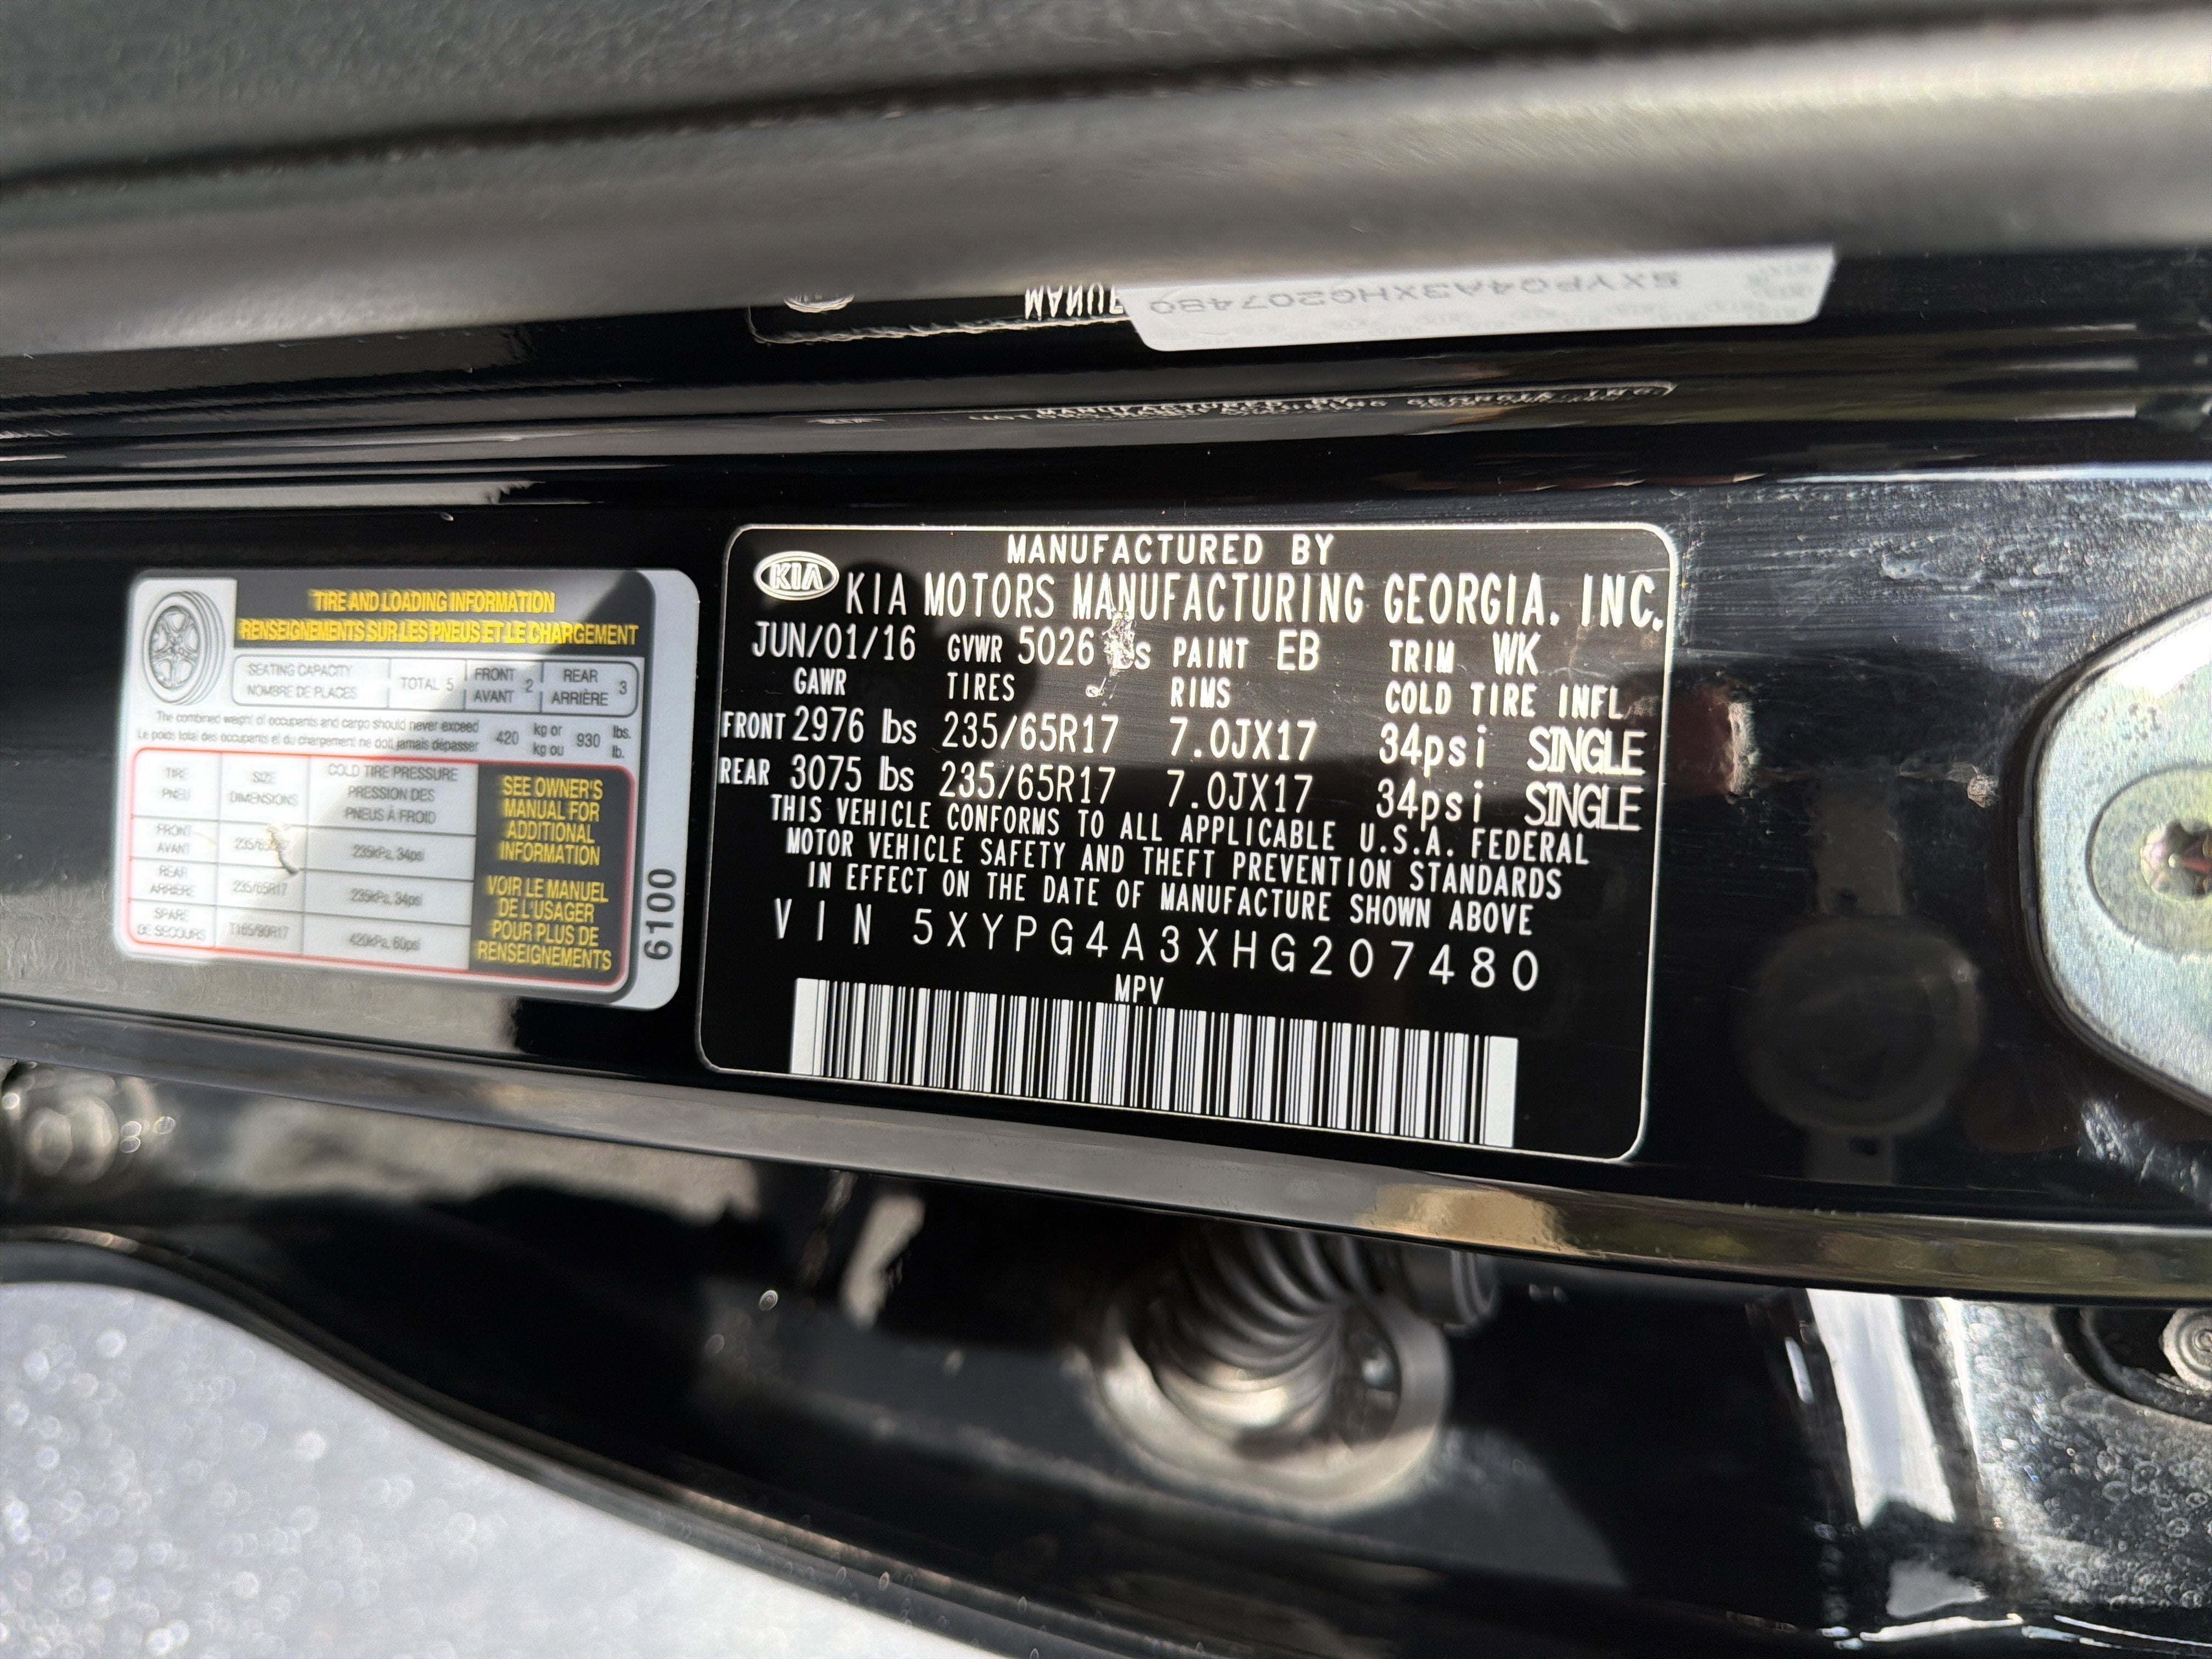 5XYPG4A3XHG207480
MANUF
TIRE AND LOADING INFORMATION
RENSEIGNEMENTS SUR LES PNEUS ET LE CHARGEMENT
SEATING CAPACITY
NOMBRE DE PLACES
TOTAL 5
FRONT
AVANT 2
REAR
ARRIÈRE 3
The combined weight of occupants and cargo should never exceed 420 kg or 930 lbs.
Le poids total des occupants et du chargement ne doit jamais dépasser 420 kg ou 930 lb.
TIRE
PNEU
SIZE
DIMENSIONS
COLD TIRE PRESSURE
PRESSION DES
PNEUS À FROID
FRONT
AVANT
235kPa, 34psi
REAR
ARRIÈRE
235/65R17
235kPa, 34psi
SPARE
DE SECOURS
T165/90R17
420kPa, 60psi
SEE OWNER'S
MANUAL FOR
ADDITIONAL
INFORMATION
VOIR LE MANUEL
DE L'USAGER
POUR PLUS DE
RENSEIGNEMENTS
6100
MANUFACTURED BY
KIA KIA MOTORS MANUFACTURING GEORGIA, INC.
JUN/01/16 GVWR 5026 PAINT EB TRIM WK
GAWR TIRES RIMS COLD TIRE INFL
FRONT 2976 lbs 235/65R17 7.0JX17 34psi SINGLE
REAR 3075 lbs 235/65R17 7.0JX17 34psi SINGLE
THIS VEHICLE CONFORMS TO ALL APPLICABLE U.S.A. FEDERAL
MOTOR VEHICLE SAFETY AND THEFT PREVENTION STANDARDS
IN EFFECT ON THE DATE OF MANUFACTURE SHOWN ABOVE
VIN 5XYPG4A3XHG207480
MPV